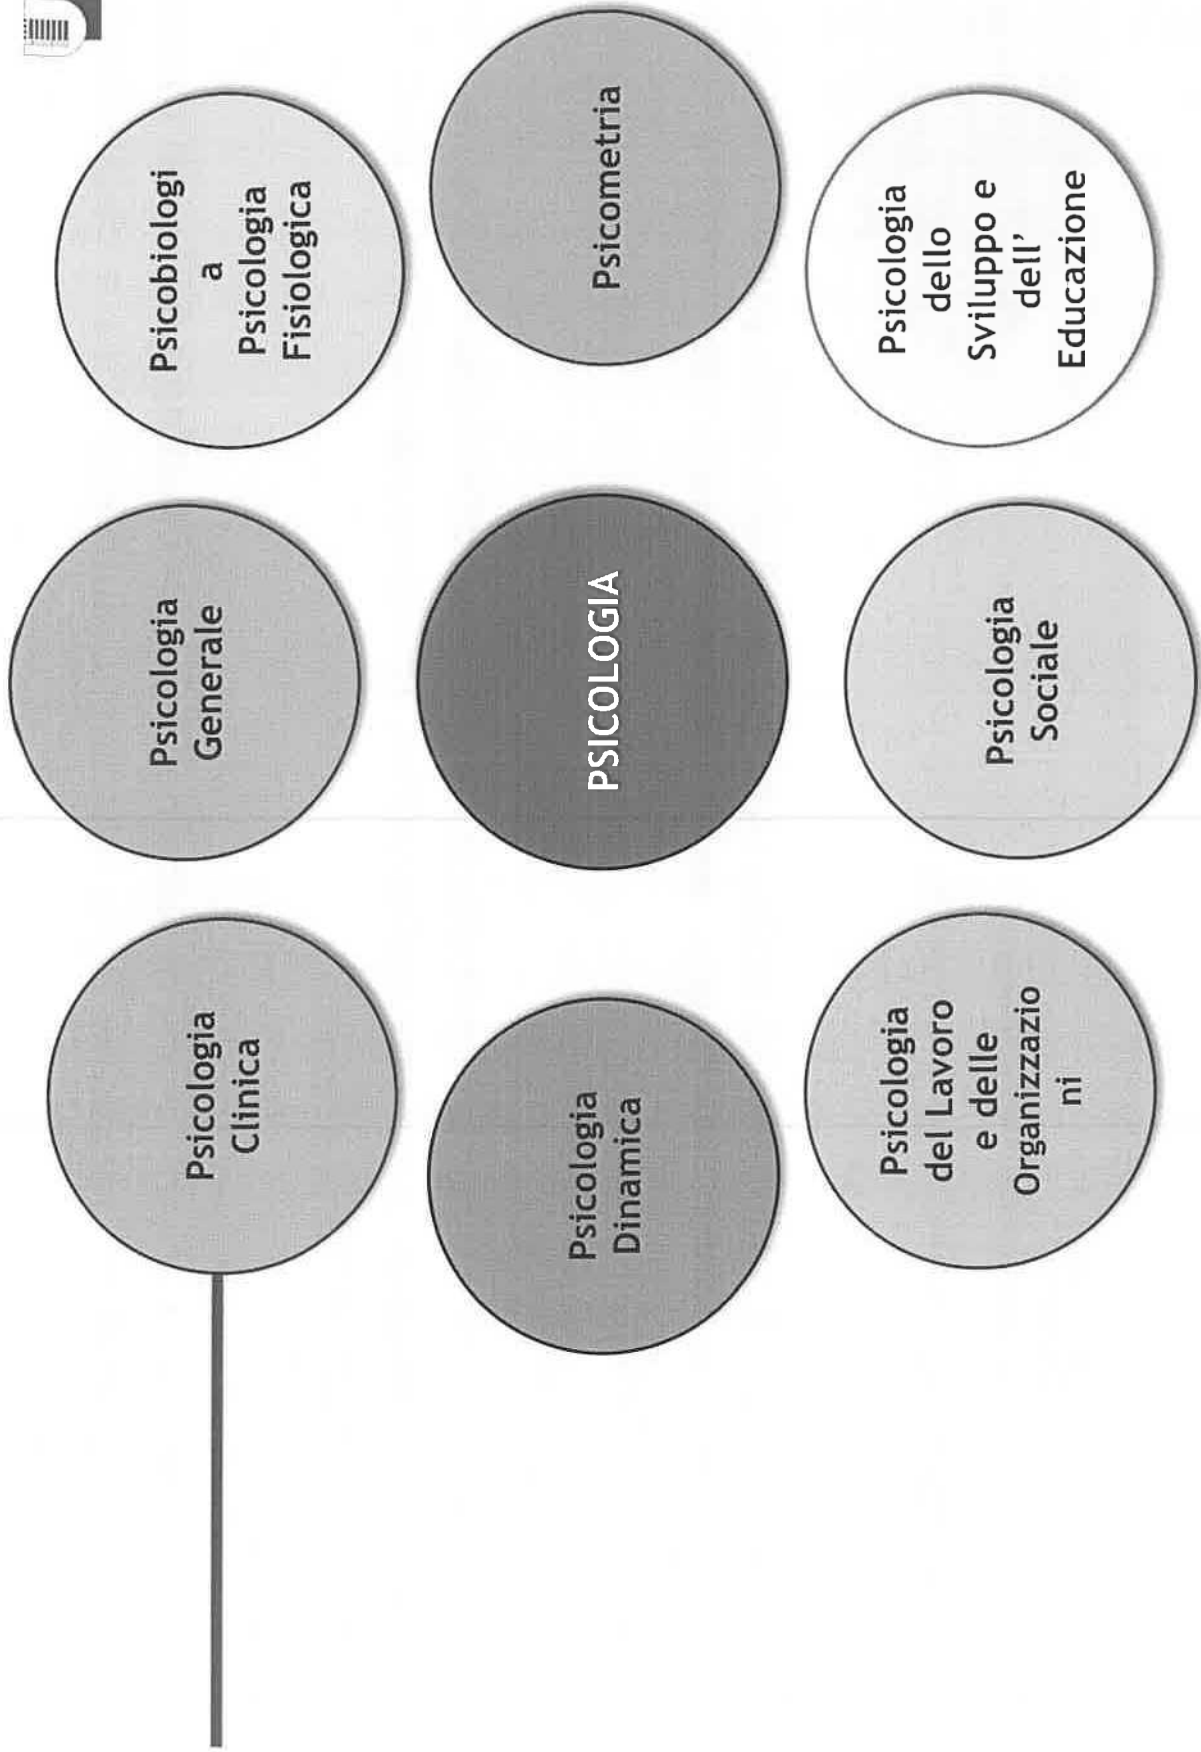 Psicologia
Clinica
Psicologia
Generale
Psicobiologi
a
Psicologia
Fisiologica
Psicologia
Dinamica
PSICOLOGIA
Psicometria
Psicologia
del Lavoro
e delle
Organizzazio
ni
Psicologia
Sociale
Psicologia
dello
Sviluppo e
dell’
Educazione